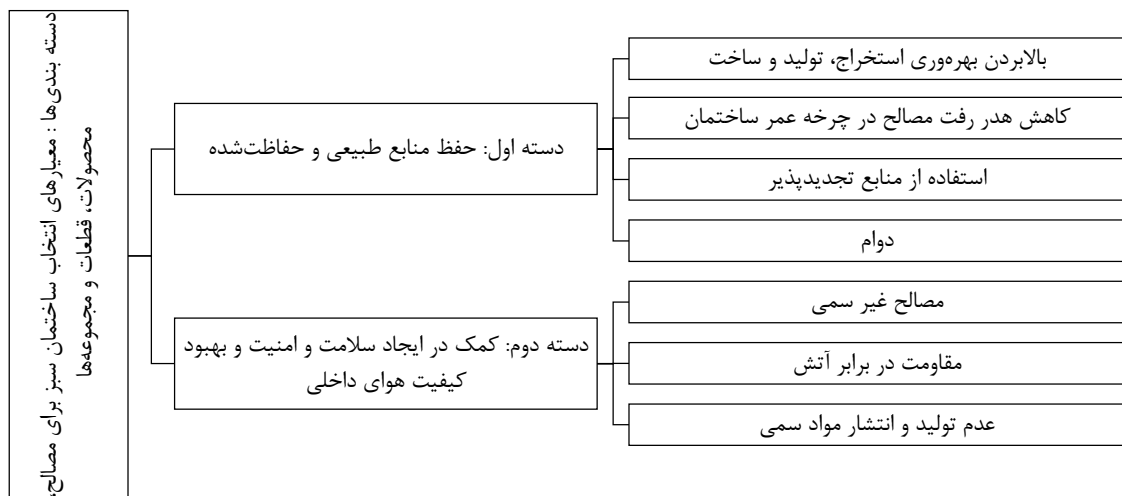 دسته بندی‌ها : معیارهای انتخاب ساختمان سبز برای مصالح،
محصولات، قطعات و مجموعه‌ها
دسته اول: حفظ منابع طبیعی و حفاظت‌شده
بالابردن بهره‌وری استخراج، تولید و ساخت
کاهش هدر رفت مصالح در چرخه عمر ساختمان
استفاده از منابع تجدیدپذیر
دوام
دسته دوم: کمک در ایجاد سلامت و امنیت و بهبود
کیفیت هوای داخلی
مصالح غیر سمی
مقاومت در برابر آتش
عدم تولید و انتشار مواد سمی